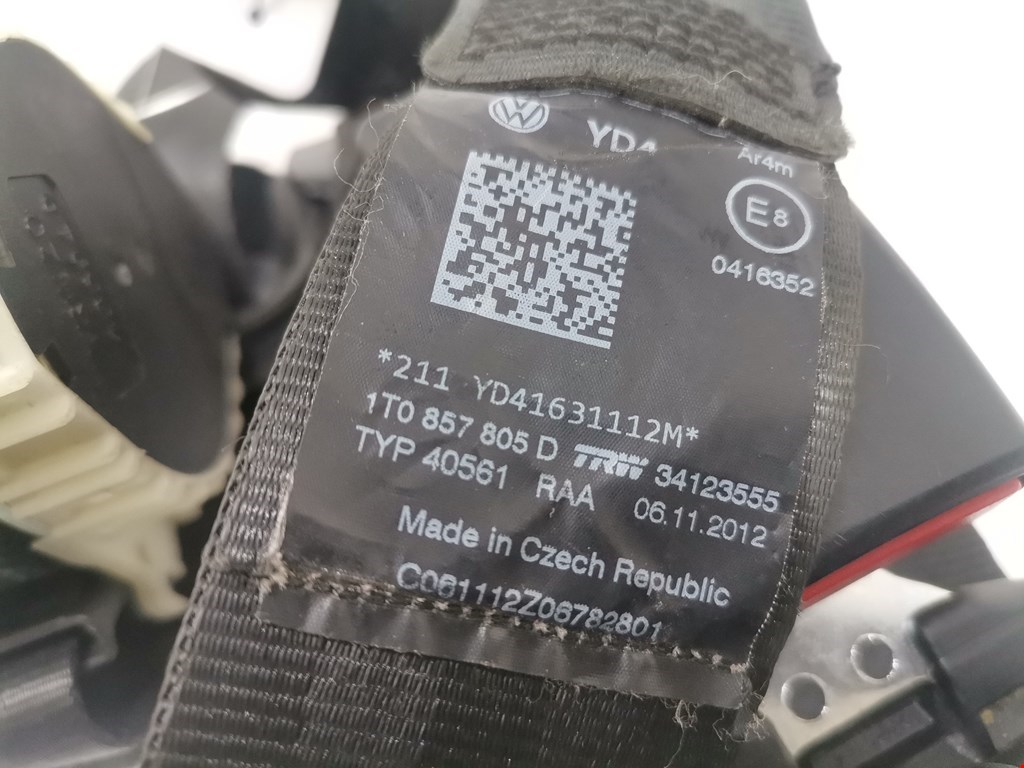 YD4
Ar4m
E8
0416352
*211 YD41631112M*
1T0 857 805 D TRW 34123555
TYP 40561 RAA 06.11.2012
Made in Czech Republic
C061112Z06782801